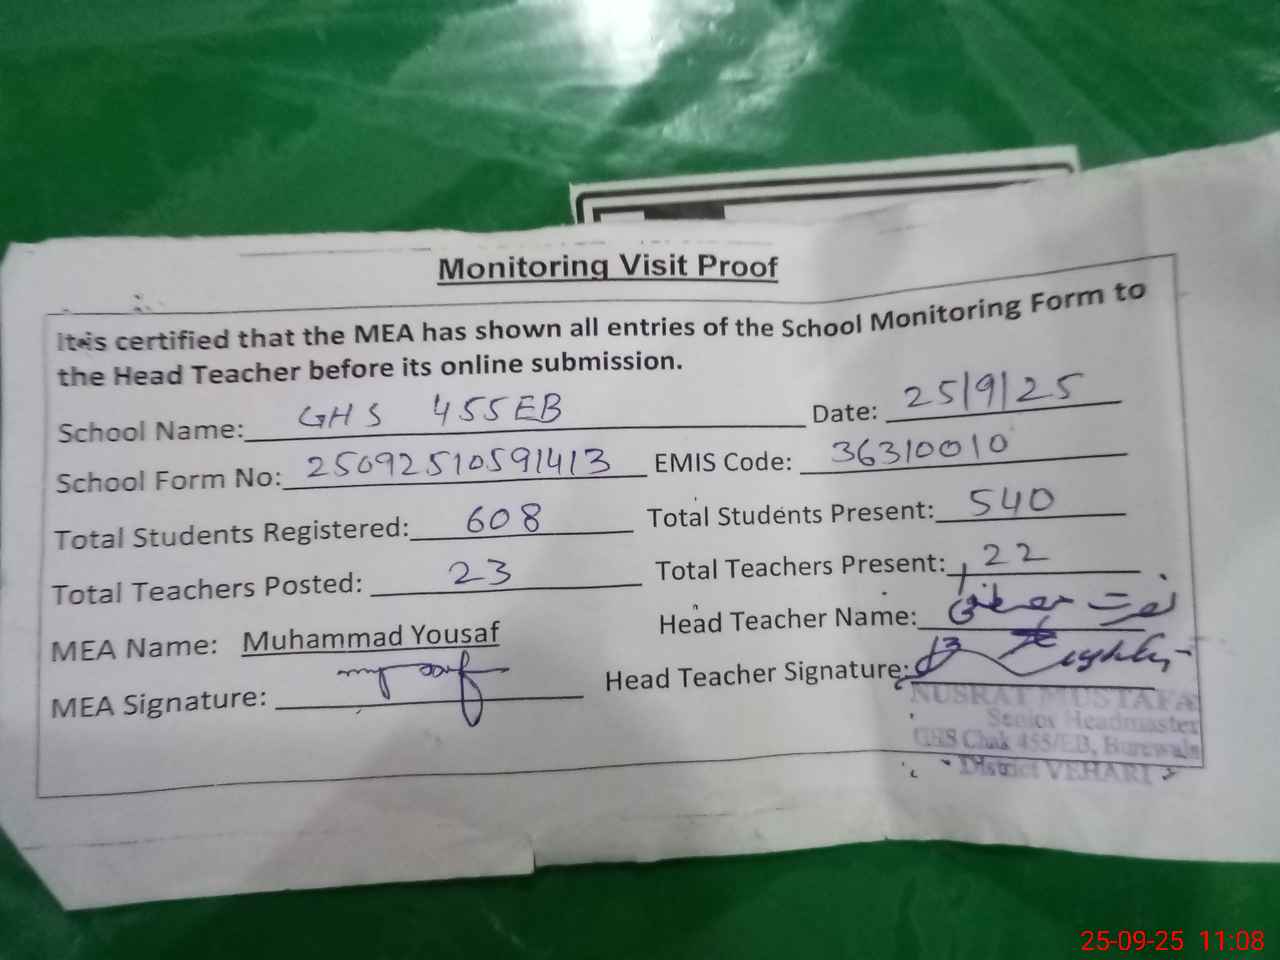 Monitoring Visit Proof
It is certified that the MEA has shown all entries of the School Monitoring Form to
the Head Teacher before its online submission.
School Name: GHS 455EB Date: 25/9/25
School Form No: 25092510591413 EMIS Code: 36310010
Total Students Registered: 608 Total Students Present: 540
Total Teachers Posted: 23 Total Teachers Present: 22
MEA Name: Muhammad Yousaf Head Teacher Name: نصرت مصطفیٰ
MEA Signature: Head Teacher Signature:
NUSRAT MUSTAFA
Senior Headmaster
GHS Chak 455/EB, Burewala
District VEHARI
25-09-25 11:08